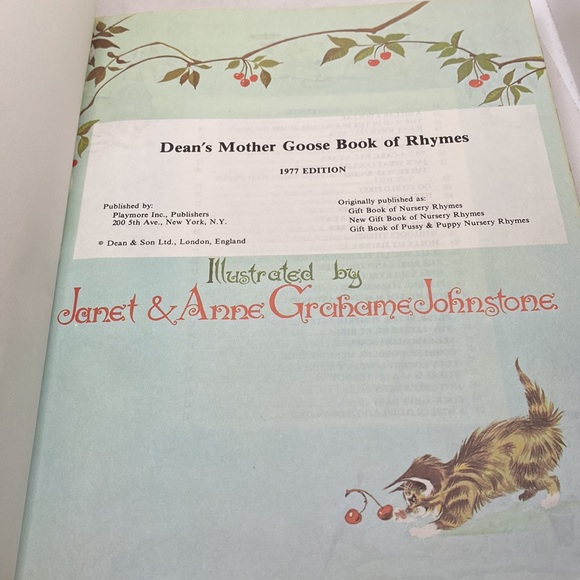 Dean's Mother Goose Book of Rhymes
1977 EDITION
Published by:
Playmore Inc., Publishers
200 5th Ave., New York, N.Y.
© Dean & Son Ltd., London, England
Originally published as:
Gift Book of Nursery Rhymes
New Gift Book of Nursery Rhymes
Gift Book of Pussy & Puppy Nursery Rhymes
Illustrated by
Janet & Anne Grahame Johnstone